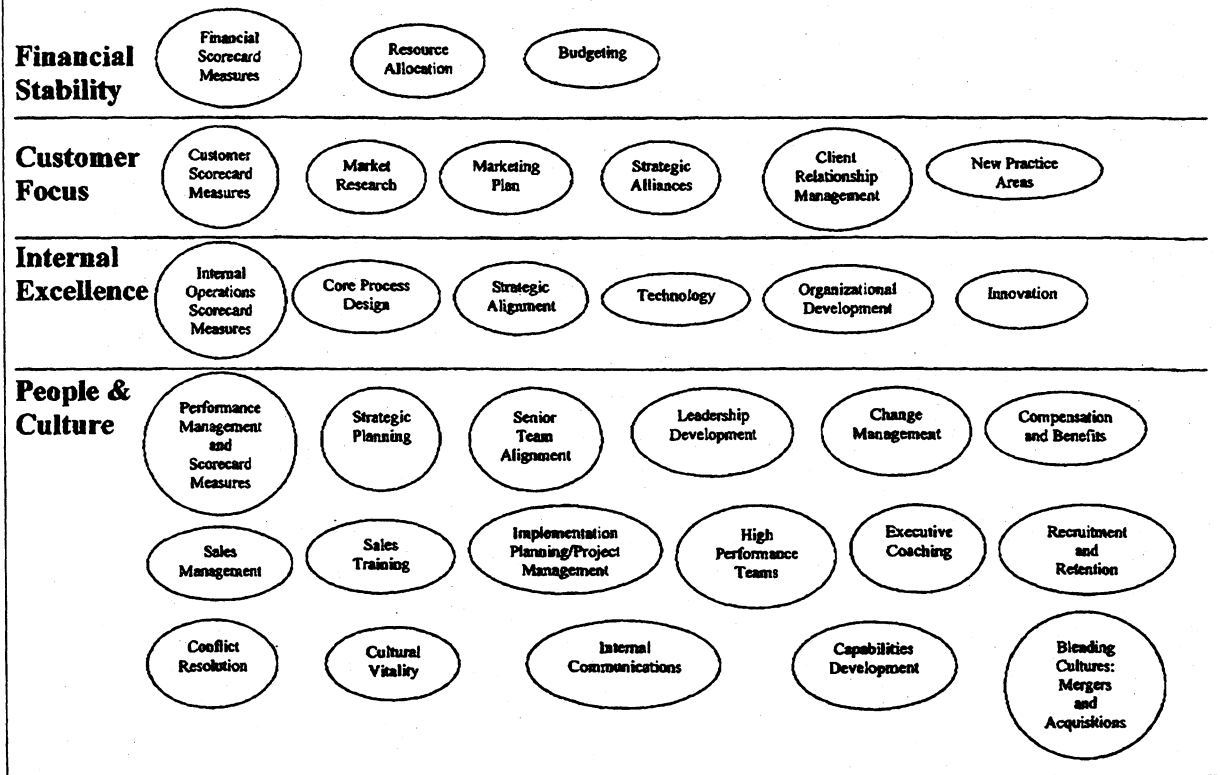 Financial
Stability
Financial
Scorecard
Measures
Resource
Allocation
Budgeting
Customer
Focus
Customer
Scorecard
Measures
Market
Research
Marketing
Plan
Strategic
Alliances
Client
Relationship
Management
New Practice
Areas
Internal
Excellence
Internal
Operations
Scorecard
Measures
Core Process
Design
Strategic
Alignment
Technology
Organizational
Development
Innovation
People &
Culture
Performance
Management
and
Scorecard
Measures
Strategic
Planning
Senior
Team
Alignment
Leadership
Development
Change
Management
Compensation
and Benefits
Sales
Management
Sales
Training
Implementation
Planning/Project
Management
High
Performance
Teams
Executive
Coaching
Recruitment
and
Retention
Conflict
Resolution
Cultural
Vitality
Internal
Communications
Capabilities
Development
Blending
Cultures:
Mergers
and
Acquisitions